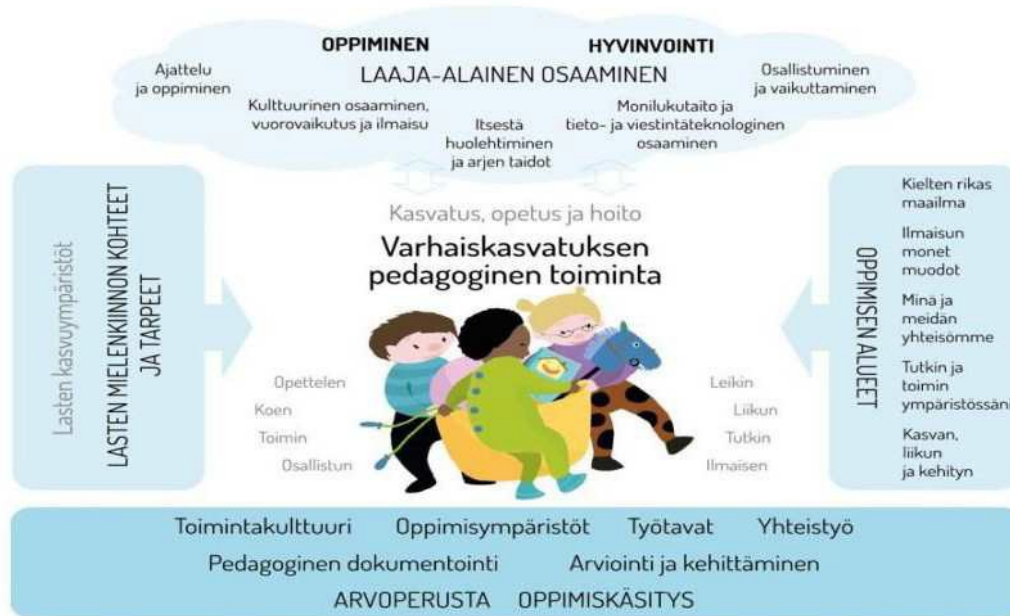 OPPIMINEN
HYVINVOINTI
LAAJA-ALAINEN OSAAMINEN
Ajattelu
ja oppiminen
Kulttuurinen osaaminen,
vuorovaikutus ja ilmaisu
Itsestä
huolehtiminen
ja arjen taidot
Monilukutaito ja
tieto- ja viestintäteknologinen
osaaminen
Osallistuminen
ja vaikuttaminen
Lasten kasvuympäristöt
LASTEN MIELENKIINNON KOHTEET
JA TARPEET
Kasvatus, opetus ja hoito
Varhaiskasvatuksen
pedagoginen toiminta
Opettelen
Koen
Toimin
Osallistun
Leikin
Liikun
Tutkin
Ilmaisen
OPPIMISEN ALUEET
Kielten rikas
maailma
Ilmaisun
monet
muodot
Minä ja
meidän
yhteisömme
Tutkin ja
toimin
ympäristössäni
Kasvan,
liikun
ja kehityn
Toimintakulttuuri Oppimisympäristöt Työtavat Yhteistyö
Pedagoginen dokumentointi Arviointi ja kehittäminen
ARVOPERUSTA OPPIMISKÄSITYS